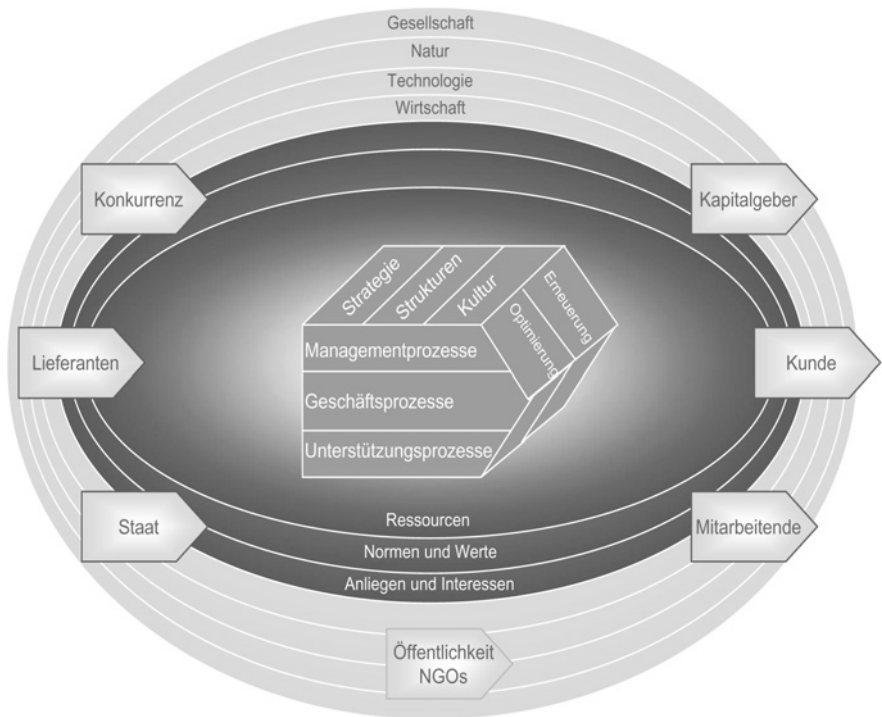 Gesellschaft
Natur
Technologie
Wirtschaft
Konkurrenz
Kapitalgeber
Strategie
Strukturen
Kultur
Erneuerung
Optimierung
Managementprozesse
Lieferanten
Kunde
Geschäftsprozesse
Unterstützungsprozesse
Staat
Ressourcen
Mitarbeitende
Normen und Werte
Anliegen und Interessen
Öffentlichkeit
NGOs